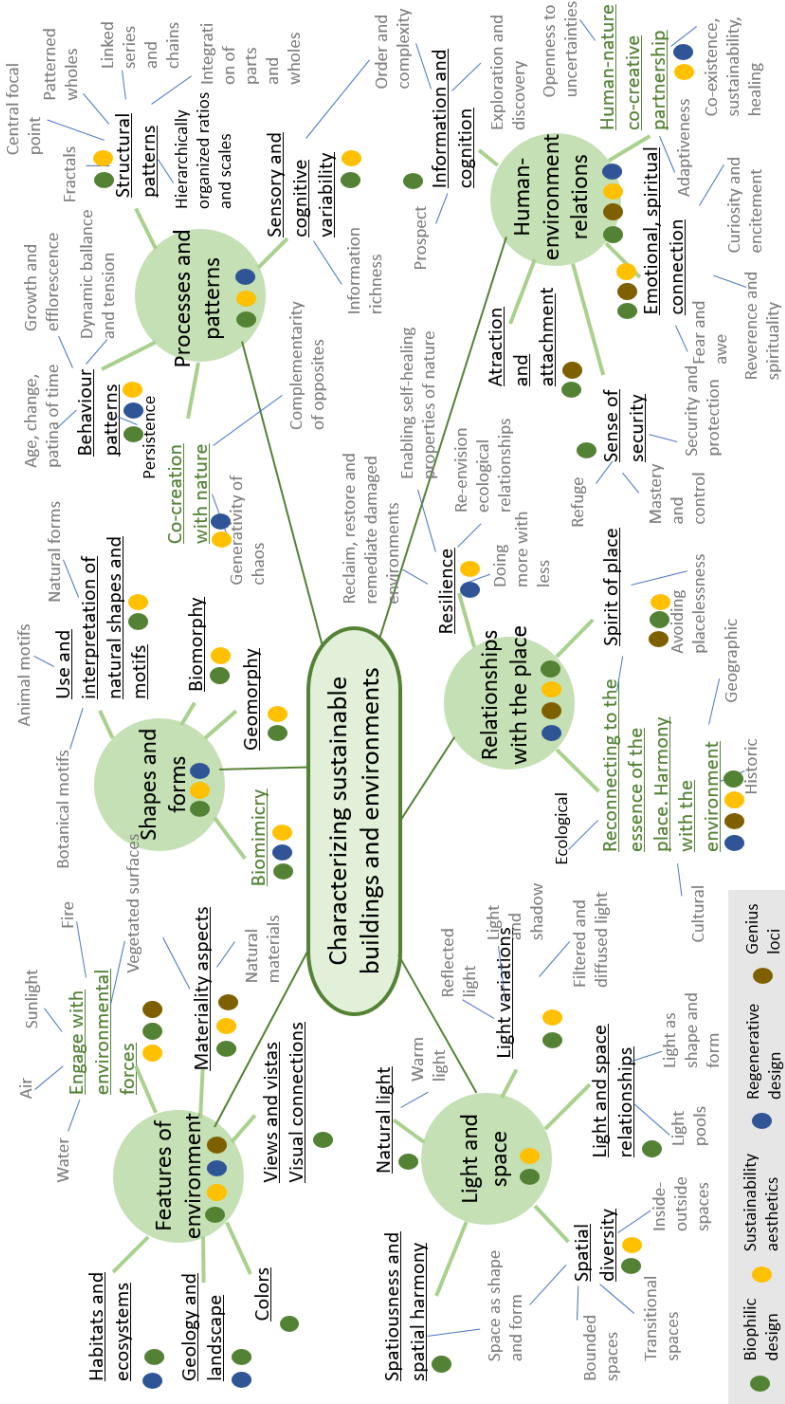 Characterizing sustainable
buildings and environments
Features of
environment
Habitats and
ecosystems
Geology and
landscape
Colors
Views and vistas
Visual connections
Materiality aspects
Natural
materials
Vegetated surfaces
Engage with
environmental
forces
Water
Air
Sunlight
Fire
Shapes and
forms
Biomimicry
Botanical motifs
Animal motifs
Natural forms
Use and
interpretation of
natural shapes and
motifs
Biomorphy
Geomorphy
Processes and
patterns
Behaviour
patterns
Age, change,
patina of time
Growth and
efflorescence
Dynamic ballance
and tension
Persistence
Co-creation
with nature
Generativity of
chaos
Complementarity
of opposites
Structural
patterns
Fractals
Central focal
point
Patterned
wholes
Linked
series
and
chains
Integrati
on of
parts
and
wholes
Hierarchically
organized ratios
and scales
Sensory and
cognitive
variability
Information
richness
Order and
complexity
Light and
space
Spatiousness and
spatial harmony
Space as shape
and form
Natural light
Warm
light
Light variations
Reflected
light
Light
and
shadow
Filtered and
diffused light
Light and space
relationships
Light as
shape and
form
Light
pools
Spatial
diversity
Bounded
spaces
Transitional
spaces
Inside-
outside
spaces
Relationships
with the place
Reconnecting to the
essence of the
place. Harmony
with the
environment
Ecological
Cultural
Historic
Geographic
Spirit of place
Avoiding
placelessness
Resilience
Reclaim, restore and
remediate damaged
environments
Enabling self-healing
properties of nature
Re-envision
ecological
relationships
Doing
more with
less
Human-
environment
relations
Information and
cognition
Prospect
Exploration and
discovery
Atraction
and
attachment
Sense of
security
Refuge
Mastery
and
control
Security and
protection
Emotional, spiritual
connection
Fear and
awe
Reverence and
spirituality
Curiosity and
encitement
Human-nature
co-creative
partnership
Openness to
uncertainties
Adaptiveness
Co-existence,
sustainability,
healing
Biophilic
design
Sustainability
aesthetics
Regenerative
design
Genius
loci